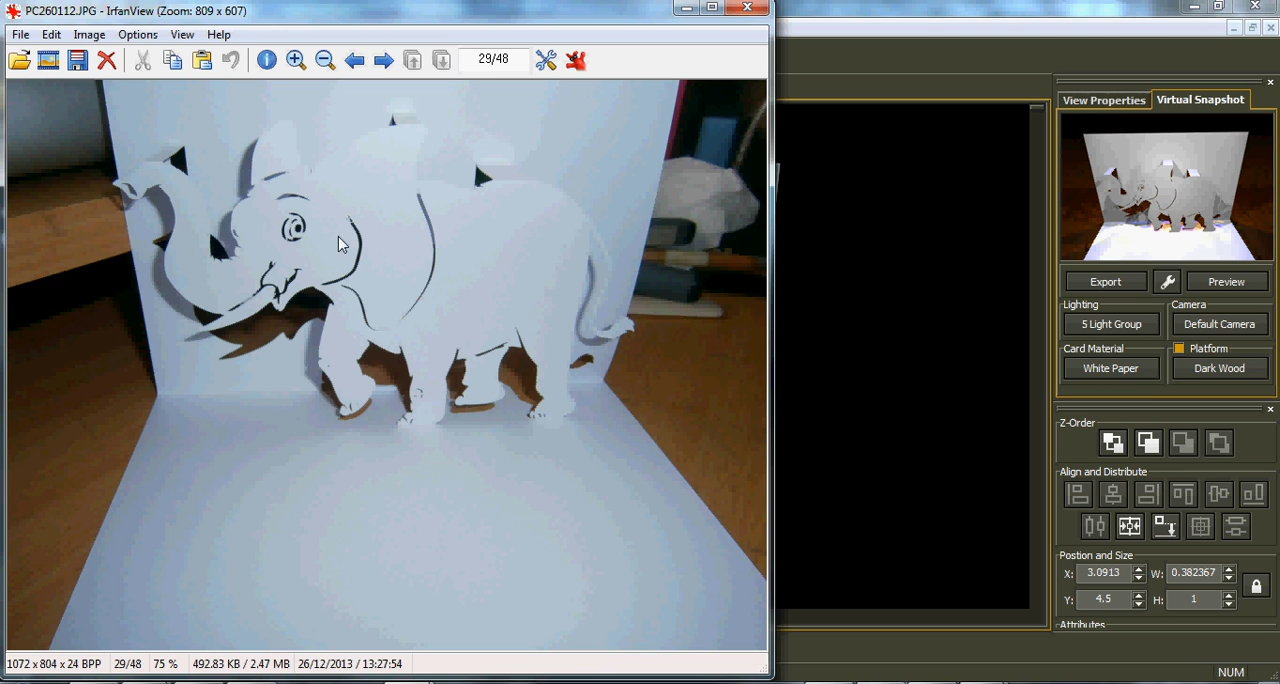 PC260112.JPG - IrfanView (Zoom: 809 x 607)
File Edit Image Options View Help
29/48
1072 x 804 x 24 BPP 29/48 75 % 492.83 KB / 2.47 MB 26/12/2013 / 13:27:54
View Properties Virtual Snapshot
Export Preview
Lighting Camera
5 Light Group Default Camera
Card Material Platform
White Paper Dark Wood
Z-Order
Align and Distribute
Postion and Size
X: 3.0913 W: 0.382367
Y: 4.5 H: 1
Attributes
NUM